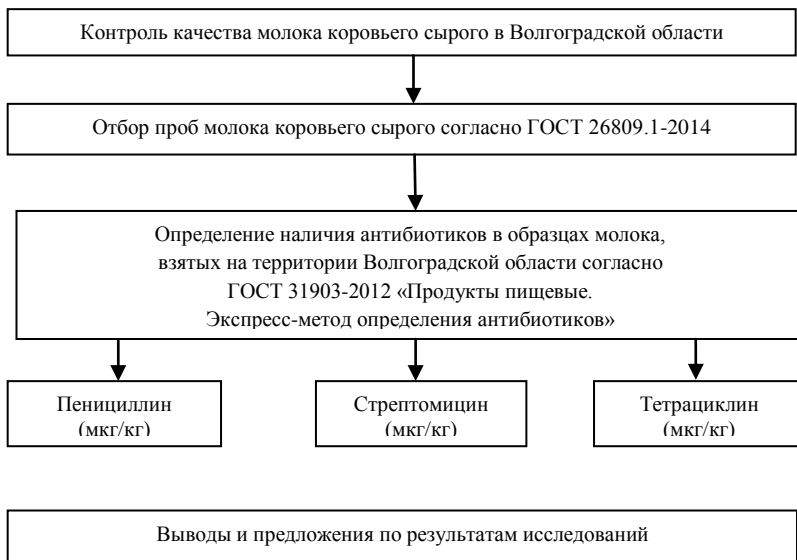 Контроль качества молока коровьего сырого в Волгоградской области
Отбор проб молока коровьего сырого согласно ГОСТ 26809.1-2014
Определение наличия антибиотиков в образцах молока,
взятых на территории Волгоградской области согласно
ГОСТ 31903-2012 «Продукты пищевые.
Экспресс-метод определения антибиотиков»
Пенициллин
(мкг/кг)
Стрептомицин
(мкг/кг)
Тетрациклин
(мкг/кг)
Выводы и предложения по результатам исследований